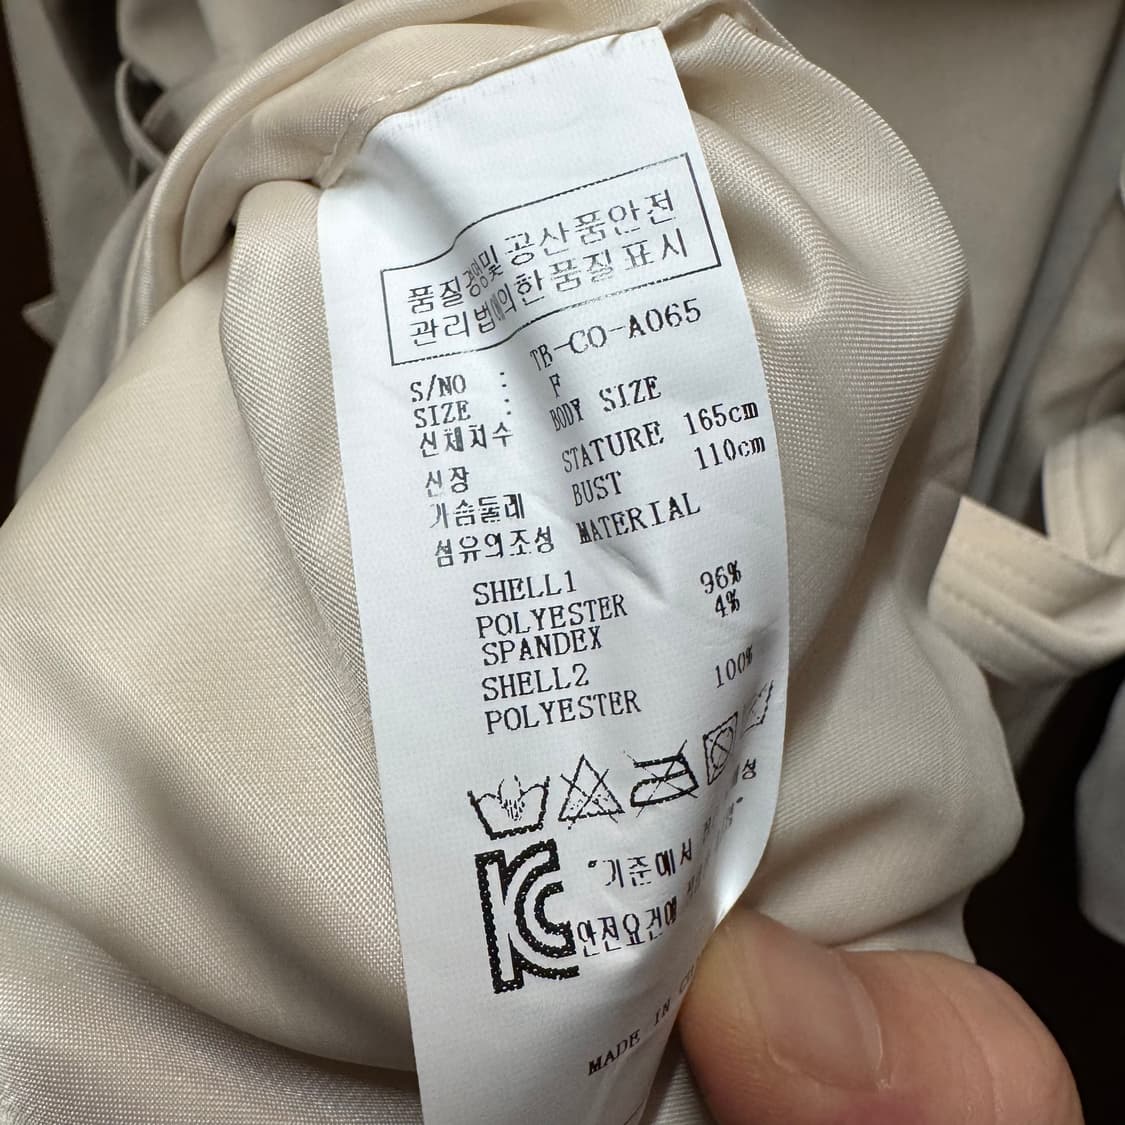 품질경영및 공산품안전
관리법에의한 품질 표시
S/NO : TB-CO-A065
SIZE : F
신체치수 BODY SIZE
신장 STATURE 165cm
가슴둘레 BUST 110cm
섬유의조성 MATERIAL
SHELL1
POLYESTER 96%
SPANDEX 4%
SHELL2
POLYESTER 100%
KC
"기준에서
안전요건에
MADE IN